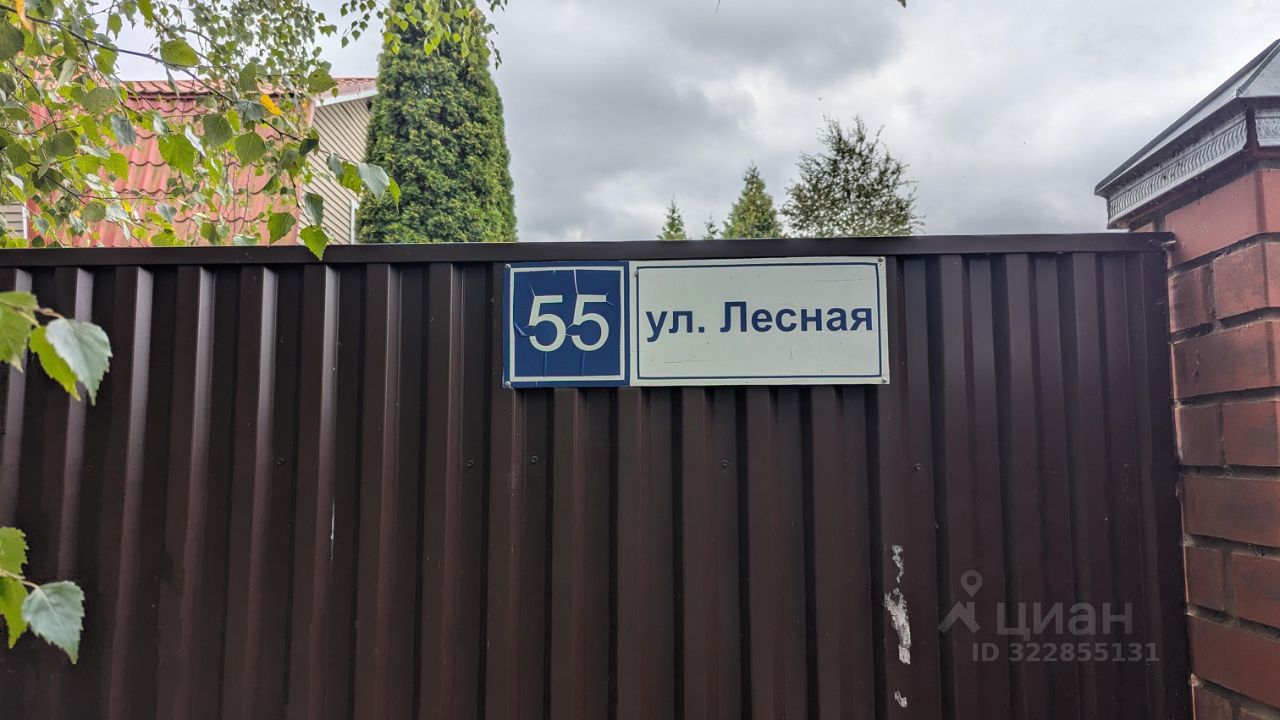 55 ул. Лесная
циан
ID 322855131